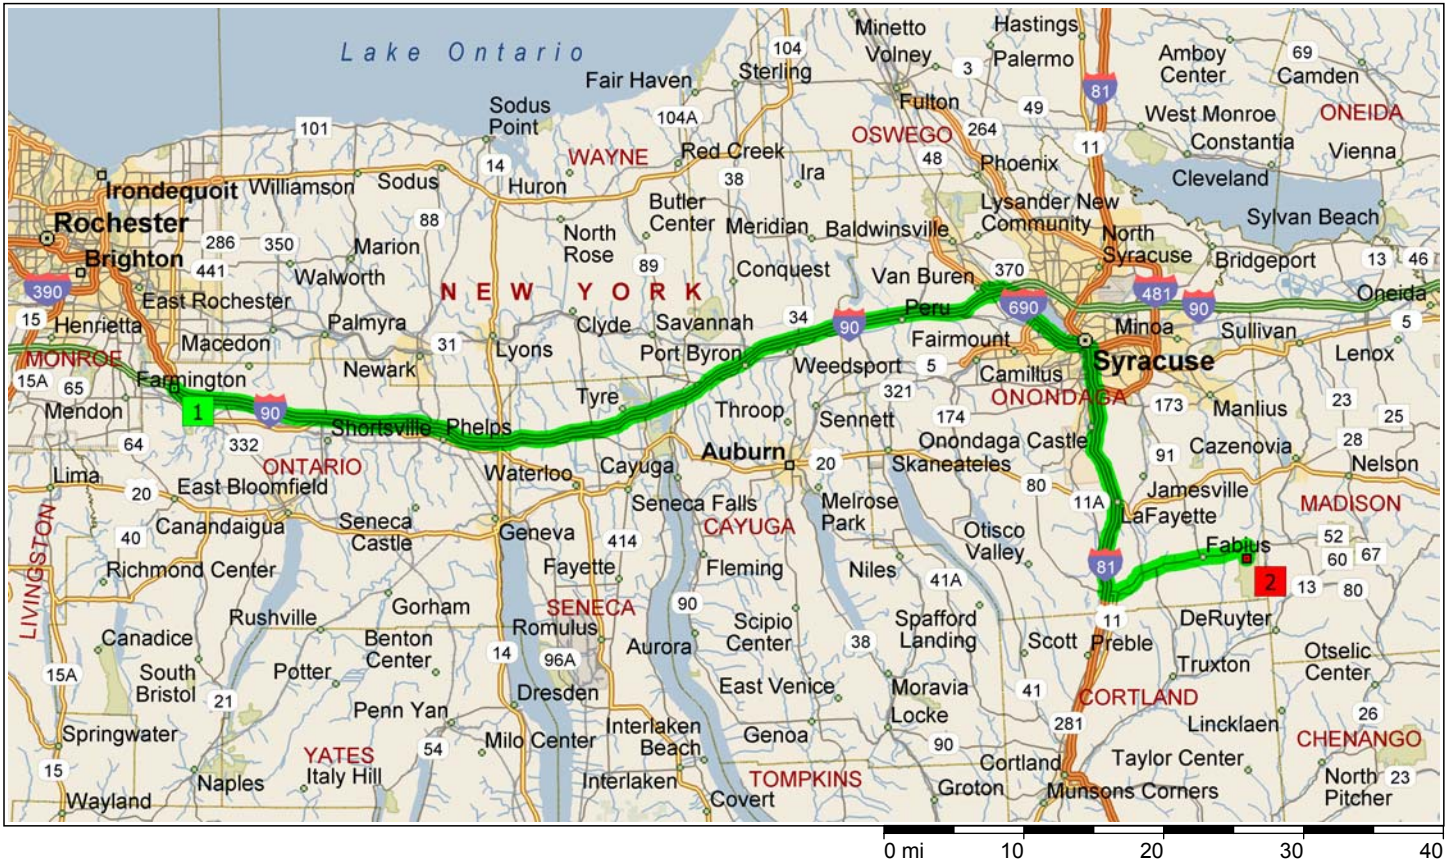 Lake Ontario
Minetto
Hastings
Volney
3
Palermo
Amboy
Center
69
Camden
104
Sterling
Fair Haven
81
Sodus
Point
104A
Fulton
49
West Monroe
ONEIDA
101
OSWEGO
264
11
Constantia
14
WAYNE
Red Creek
48
Phoenix
Vienna
Irondequoit
Williamson
Sodus
Huron
38
Ira
Cleveland
Rochester
88
Butler
Center
Meridian
Baldwinsville
Lysander New
Community
Sylvan Beach
286
350
Marion
North
Rose
North
Syracuse
Brighton
441
Walworth
89
Conquest
Van Buren
370
Bridgeport
13
46
390
East Rochester
NEW YORK
Peru
690
481
90
Oneida
15
Henrietta
Palmyra
Clyde
Savannah
34
90
Minoa
Sullivan
5
MONROE
Macedon
31
Lyons
Port Byron
Fairmount
Syracuse
Lenox
15A
65
Farmington
Newark
Weedsport
5
Camillus
Mendon
1
90
Tyre
Throop
Sennett
321
ONONDAGA
173
Manlius
23
64
332
Shortsville
Phelps
174
25
Lima
ONTARIO
Waterloo
Cayuga
Auburn
20
Onondaga Castle
Skaneateles
91
Cazenovia
28
Nelson
20
East Bloomfield
Seneca Falls
Melrose
Park
80
11A
Jamesville
MADISON
40
Canandaigua
Seneca
Castle
Geneva
414
CAYUGA
Otisco
Valley
LaFayette
52
LIVINGSTON
Richmond Center
Fayette
Fleming
Niles
41A
81
Fabius
60
67
2
13
80
Rushville
Gorham
SENECA
90
Scipio
Center
Spafford
Landing
11
DeRuyter
Canadice
Benton
Center
Romulus
Aurora
38
Scott
Preble
Otselic
Center
15A
South
Bristol
Potter
14
96A
East Venice
Moravia
Truxton
21
Penn Yan
Dresden
Locke
41
CORTLAND
26
Springwater
54
Milo Center
Interlaken
Beach
Genoa
90
281
Lincklaen
CHENANGO
15
YATES
Italy Hill
Interlaken
TOMPKINS
Cortland
Taylor Center
Naples
Covert
Groton
Munsons Corners
North
Pitcher
23
Wayland
0 mi 10 20 30 40